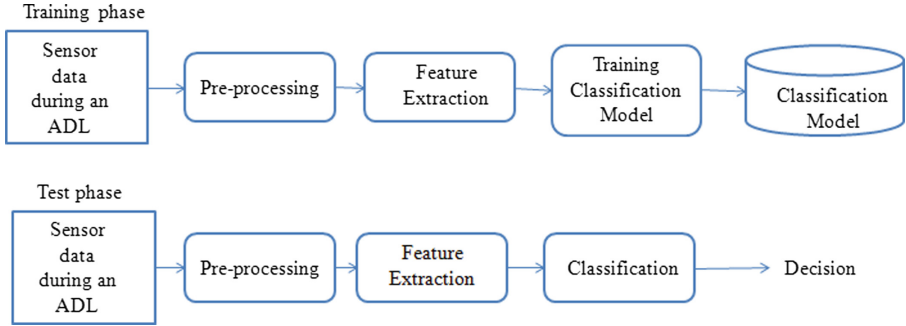 Training phase
Sensor
data
during an
ADL
Pre-processing
Feature
Extraction
Training
Classification
Model
Classification
Model
Test phase
Sensor
data
during an
ADL
Pre-processing
Feature
Extraction
Classification
Decision